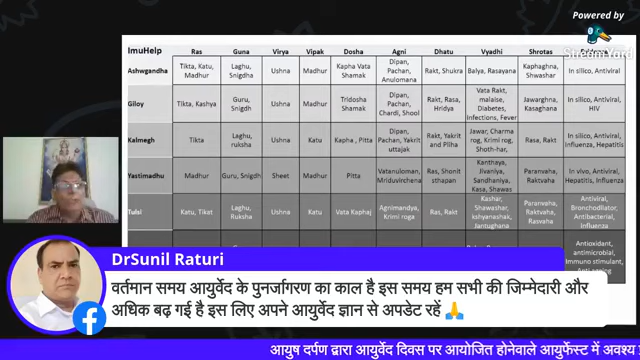 Powered by
StreamYard
ImuHelp Ras Guna Virya Vipak Dosha Agni Dhatu Vyadhi Shrotas
Ashwgandha Tikta, Katu, Madhur Laghu, Snigdha Ushna Madhur Kapha Vata Shamak Dipan, Pachan, Anulomana Rakt, Shukra Balya, Rasayana Kaphaghna, Shwashar In silico, Antiviral
Giloy Tikta, Kashya Guru, Snigdh Ushna Madhur Tridosha Shamak Dipan, Pachan, Chardi, Shool Rakt, Rasa, Hridya Vata Rakt, malaise, Diabetes, Infections, Fever Jawarghna, Kasaghana In silico, Antiviral, HIV
Kalmegh Tikta Laghu, ruksha Ushna Katu Kapha , Pitta Dipan, Pachan, Yakrit uttajak Rakt, Yakrit and Pliha Jawar, Charma rog, Krimi rog, Shoth-har, Rasa, Rakt In silico, Antiviral, Influenza, Hepatitis
Yastimadhu Madhur Guru, Snigdh Sheet Madhur Pitta Vatanuloman, Mriduvirechena Ras, Shonit sthapan Kanthaya, Jivaniya, Sandhaniya, Kasa, Shawas Paranvaha, Raktvaha In vivo, Antiviral, Hepatitis, Influenza
Tulsi Katu, Tikat Laghu, Ruksha Ushna Katu Vata Kaphaj Agnimandya, Krimi roga Ras, Rakt Kashar, Shawashar, kshyanashak, Jantughana Paranvaha, Raktvaha, Rasvaha Antiviral, Bronchodilator, Antibacterial, Influenza
Antioxidant, antimicrobial, Immuno stimulant,
DrSunil Raturi
वर्तमान समय आयुर्वेद के पुनर्जागरण का काल है इस समय हम सभी की जिम्मेदारी और
अधिक बढ़ गई है इस लिए अपने आयुर्वेद ज्ञान से अपडेट रहें 🙏
आयुष दर्पण द्वारा आयुर्वेद दिवस पर आयोजित होनेवाले आयुर्फेस्ट में अवश्य